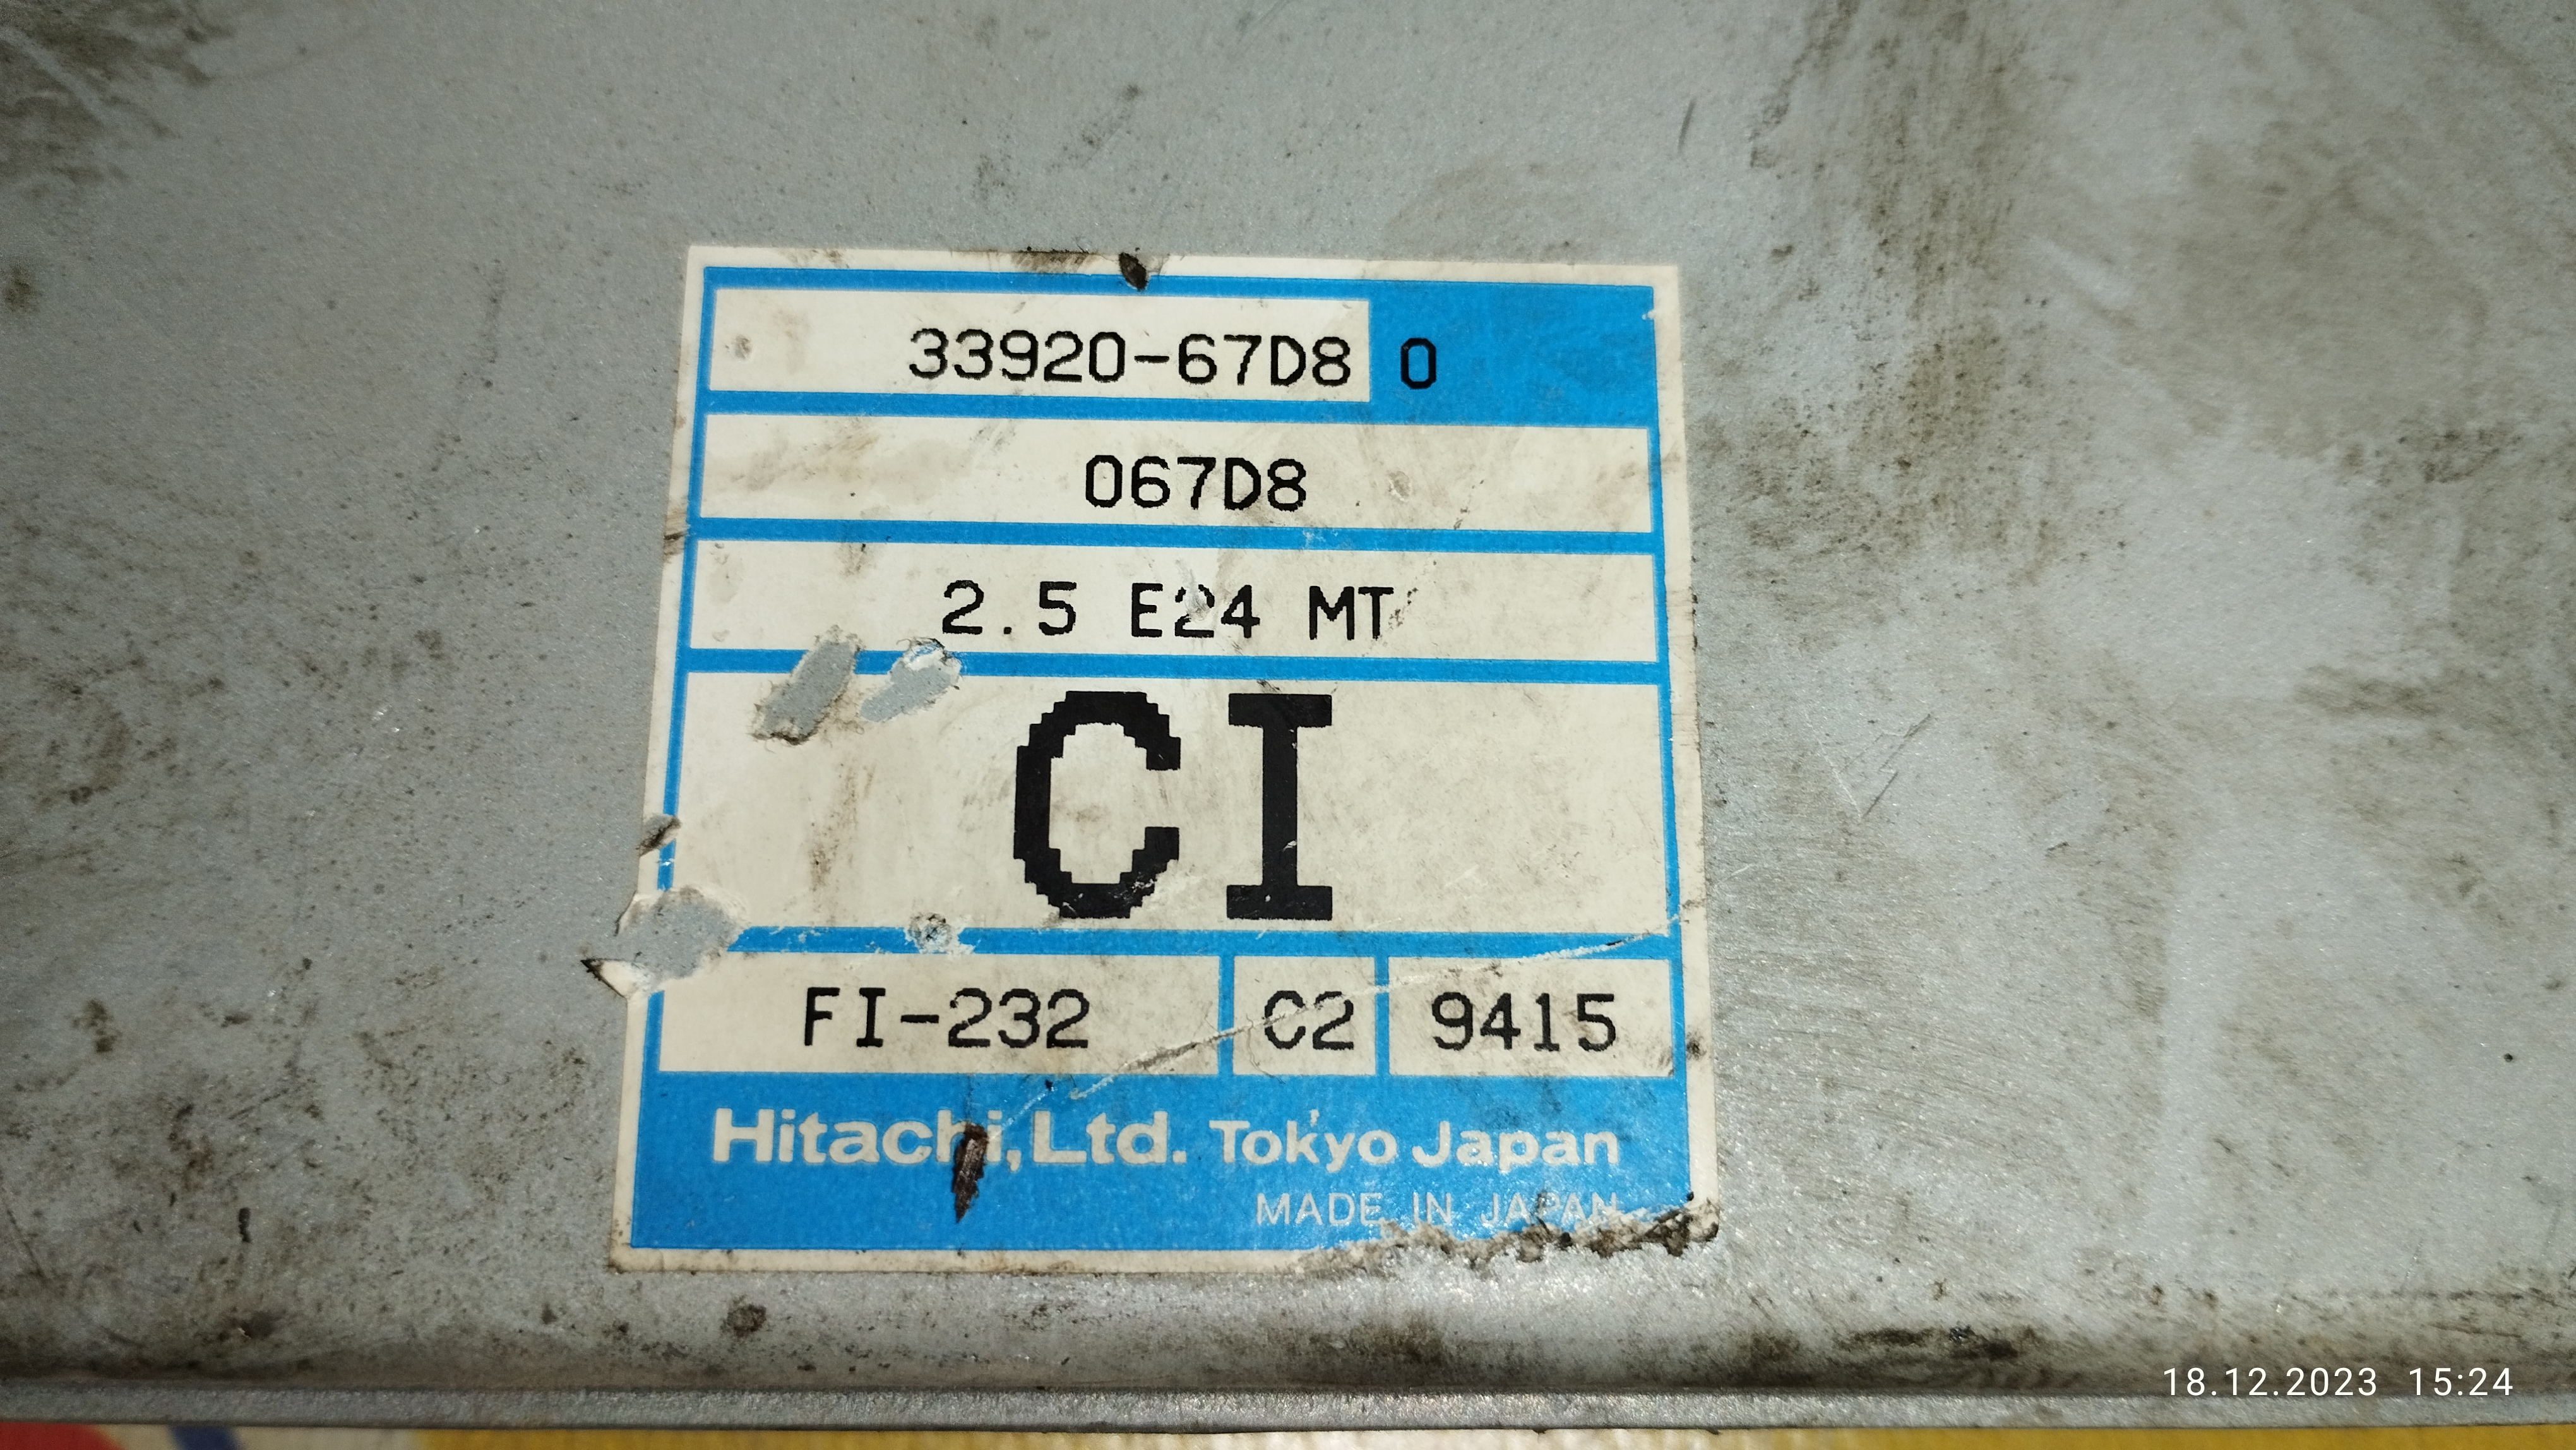 33920-67D8 0
067D8
2.5 E24 MT
CI
FI-232 C2 9415
Hitachi, Ltd. Tokyo Japan
MADE IN JAPAN
18.12.2023 15:24